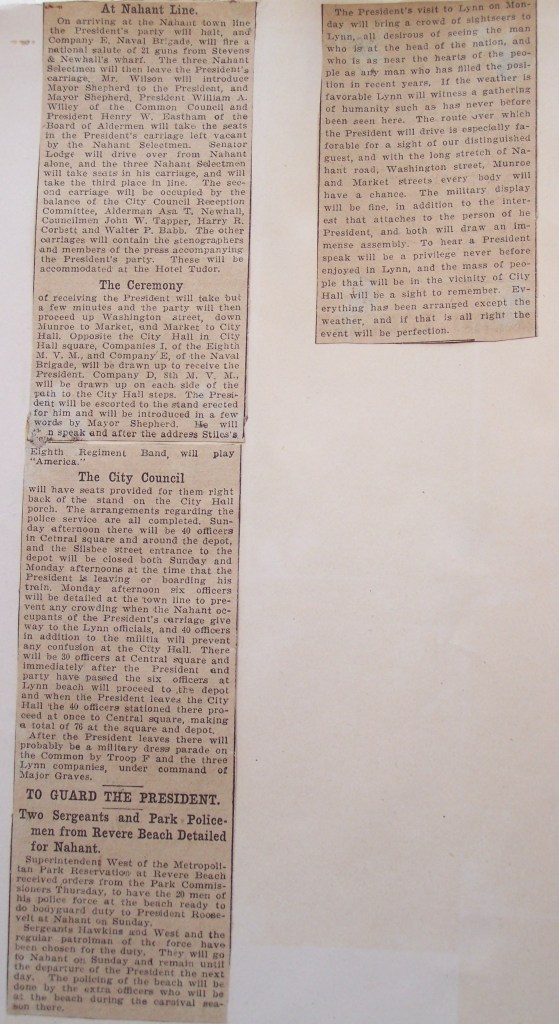 At Nahant Line.
On arriving at the Nahant town line
the President's party will halt, and
Company E, Naval Brigade, will fire a
national salute of 21 guns from Stevens
& Newhall's wharf. The three Nahant
Selectmen will then leave the President's
carriage. Mr. Wilson will introduce
Mayor Shepherd to the President, and
Mayor Shepherd, President William A.
Willey of the Common Council and
President Henry W. Eastham of the
Board of Aldermen will take the seats
in the President's carriage left vacant
by the Nahant Selectmen. Senator
Lodge will drive over from Nahant
alone, and the three Nahant Selectmen
will take seats in his carriage, and will
take the third place in line. The sec-
ond carriage will be occupied by the
balance of the City Council Reception
Committee, Alderman Asa T. Newhall,
Councilmen John W. Tapper, Harry R.
Corbett and Walter P. Babb. The other
carriages will contain the stenographers
and members of the press accompanying
the President's party. These will be
accommodated at the Hotel Tudor.
The Ceremony
of receiving the President will take but
a few minutes and the party will then
proceed up Washington street, down
Munroe to Market, and Market to City
Hall. Opposite the City Hall in City
Hall square, Companies I, of the Eighth
M. V. M., and Company E, of the Naval
Brigade, will be drawn up to receive the
President. Company D, 8th M. V. M.,
will be drawn up on each side of the
path to the City Hall steps. The Presi-
dent will be escorted to the stand erected
for him and will be introduced in a few
words by Mayor Shepherd. He will
speak and after the address Stiles's
Eighth Regiment Band, will play
"America."
The City Council
will have seats provided for them right
back of the stand on the City Hall
porch. The arrangements regarding the
police service are all completed. Sun-
day afternoon there will be 40 officers
in Cetnral square and around the depot,
and the Silsbee street entrance to the
depot will be closed both Sunday and
Monday afternoons at the time that the
President is leaving or boarding his
train. Monday afternoon six officers
will be detailed at the town line to pre-
vent any crowding when the Nahant oc-
cupants of the President's carriage give
way to the Lynn officials, and 40 officers
in addition to the militia will prevent
any confusion at the City Hall. There
will be 30 officers at Central square and
immediately after the President and
party have passed the six officers at
Lynn beach will proceed to the depot
and when the President leaves the City
Hall the 40 officers stationed there pro-
ceed at once to Central square, making
a total of 76 at the square and depot.
After the President leaves there will
probably be a military dress parade on
the Common by Troop F and the three
Lynn companies, under command of
Major Graves.
TO GUARD THE PRESIDENT.
Two Sergeants and Park Police-
men from Revere Beach Detailed
for Nahant.
Superintendent West of the Metropoli-
tan Park Reservation at Revere Beach
received orders from the Park Commis-
sioners Thursday, to have the 20 men of
his police force at the beach ready to
do bodyguard duty to President Roose-
velt at Nahant on Sunday.
Sergeants Hawkins and West and the
regular patrolman of the force have
been chosen for the duty. They will go
to Nahant on Sunday and remain until
the departure of the President the next
day. The policing of the beach will be
done by the extra officers who will be
at the beach during the carnival sea-
son there.
The President's visit to Lynn on Mon-
day will bring a crowd of sightseers to
Lynn, all desirous of seeing the man
who is at the head of the nation, and
who is as near the hearts of the peo-
ple as any man who has filled the posi-
tion in recent years. If the weather is
favorable Lynn will witness a gathering
of humanity such as has never before
been seen here. The route over which
the President will drive is especially fa-
forable for a sight of our distinguished
guest, and with the long stretch of Na-
hant road, Washington street, Munroe
and Market streets every body will
have a chance. The military display
will be fine, in addition to the inter-
est that attaches to the person of he
President, and both will draw an im-
mense assembly. To hear a President
speak will be a privilege never before
enjoyed in Lynn, and the mass of peo-
ple that will be in the vicinity of City
Hall will be a sight to remember. Ev-
erything has been arranged except the
weather, and if that is all right the
event will be perfection.